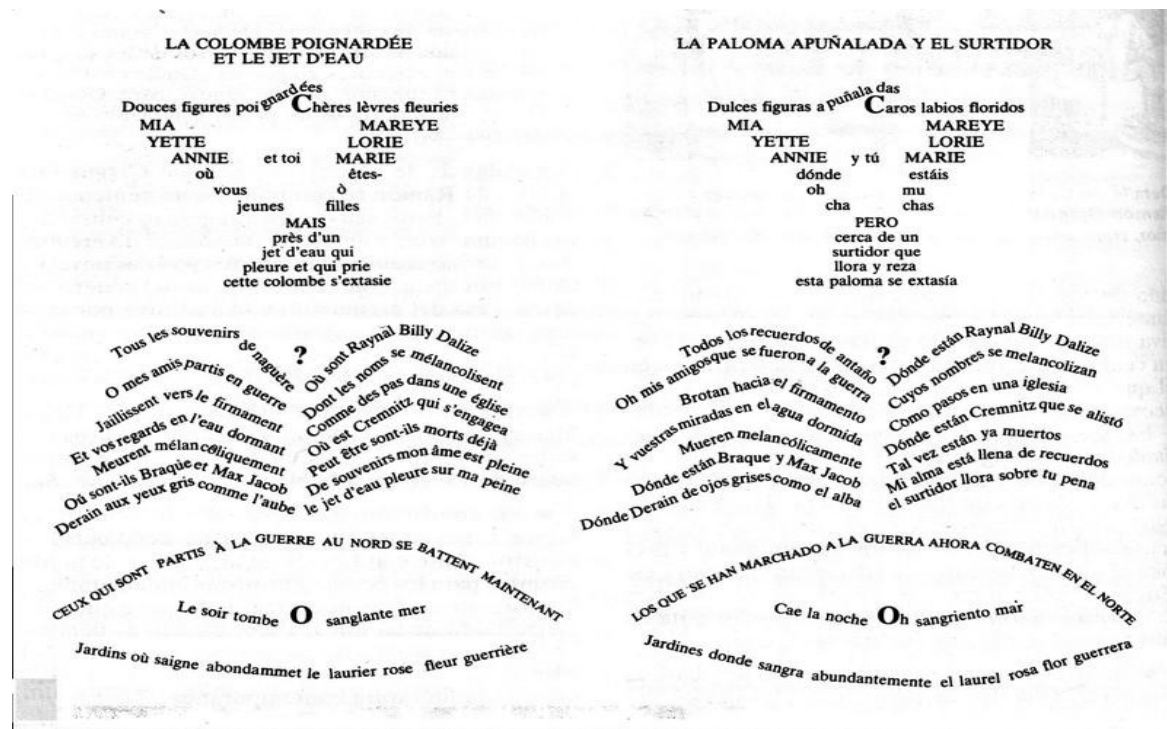 LA COLOMBE POIGNARDÉE
ET LE JET D'EAU
Douces figures poignardées Chères lèvres fleuries
MIA MAREYE
YETTE LORIE
ANNIE et toi MARIE
où êtes-
vous ò
jeunes filles
MAIS
près d'un
jet d'eau qui
pleure et qui prie
cette colombe s'extasie
Tous les souvenirs de naguère
O mes amis partis en guerre
Jaillissent vers le firmament
Et vos regards en l'eau dormant
Meurent mélancóliquement
Oú sont-ils Braque et Max Jacob
Derain aux yeux gris comme l'aube
?
Où sont Raynàl Billy Dalize
Dont les noms se mélancolisent
Comme des pas dans une église
Où est Cremnitz qui s'engagea
Peut être sont-ils morts déjà
De souvenirs mon âme est pleine
le jet d'eau pleure sur ma peine
CEUX QUI SONT PARTIS À LA GUERRE AU NORD SE BATTENT MAINTENANT
Le soir tombe O sanglante mer
Jardins où saigne abondammet le laurier rose fleur guerrière
LA PALOMA APUÑALADA Y EL SURTIDOR
Dulces figuras a puñala das Caros labios floridos
MIA MAREYE
YETTE LORIE
ANNIE y tú MARIE
dónde estáis
oh mu
cha chas
PERO
cerca de un
surtidor que
llora y reza
esta paloma se extasía
Todos los recuerdos de antaño
Oh mis amigos que se fueron a la guerra
Brotan hacia el firmamento
Y vuestras miradas en el agua dormida
Mueren melancólicamente
Dónde están Braque y Max Jacob
Dónde Derain de ojos grises como el alba
?
Dónde están Raynal Billy Dalize
Cuyos nombres se melancolizan
Como pasos en una iglesia
Dónde están Cremnitz que se alistó
Tal vez están ya muertos
Mi alma está llena de recuerdos
el surtidor llora sobre tu pena
LOS QUE SE HAN MARCHADO A LA GUERRA AHORA COMBATEN EN EL NORTE
Cae la noche Oh sangriento mar
Jardines donde sangra abundantemente el laurel rosa flor guerrera